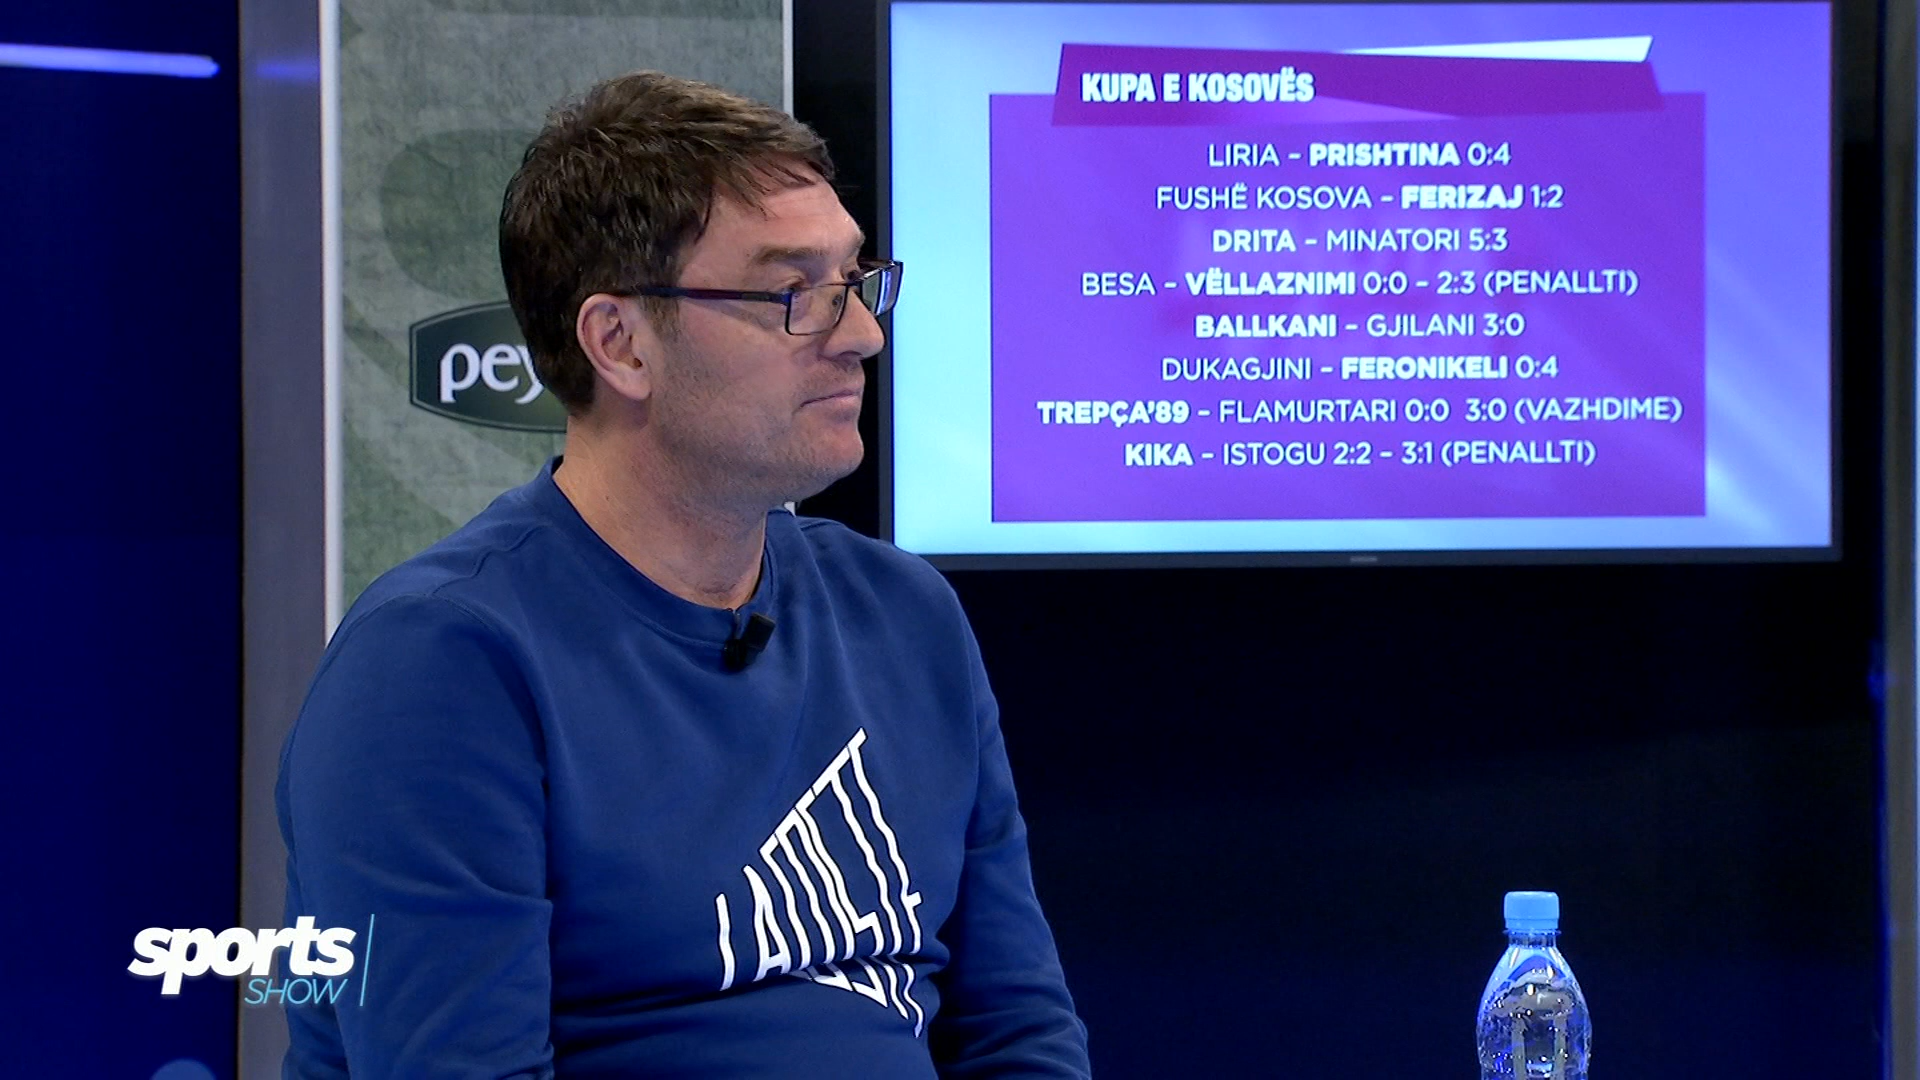 KUPA E KOSOVËS
LIRIA - PRISHTINA 0:4
FUSHË KOSOVA - FERIZAJ 1:2
DRITA - MINATORI 5:3
BESA - VËLLAZNIMI 0:0 - 2:3 (PENALLTI)
BALLKANI - GJILANI 3:0
DUKAGJINI - FERONIKELI 0:4
TREPÇA'89 - FLAMURTARI 0:0  3:0 (VAZHDIME)
KIKA - ISTOGU 2:2 - 3:1 (PENALLTI)
sports
SHOW